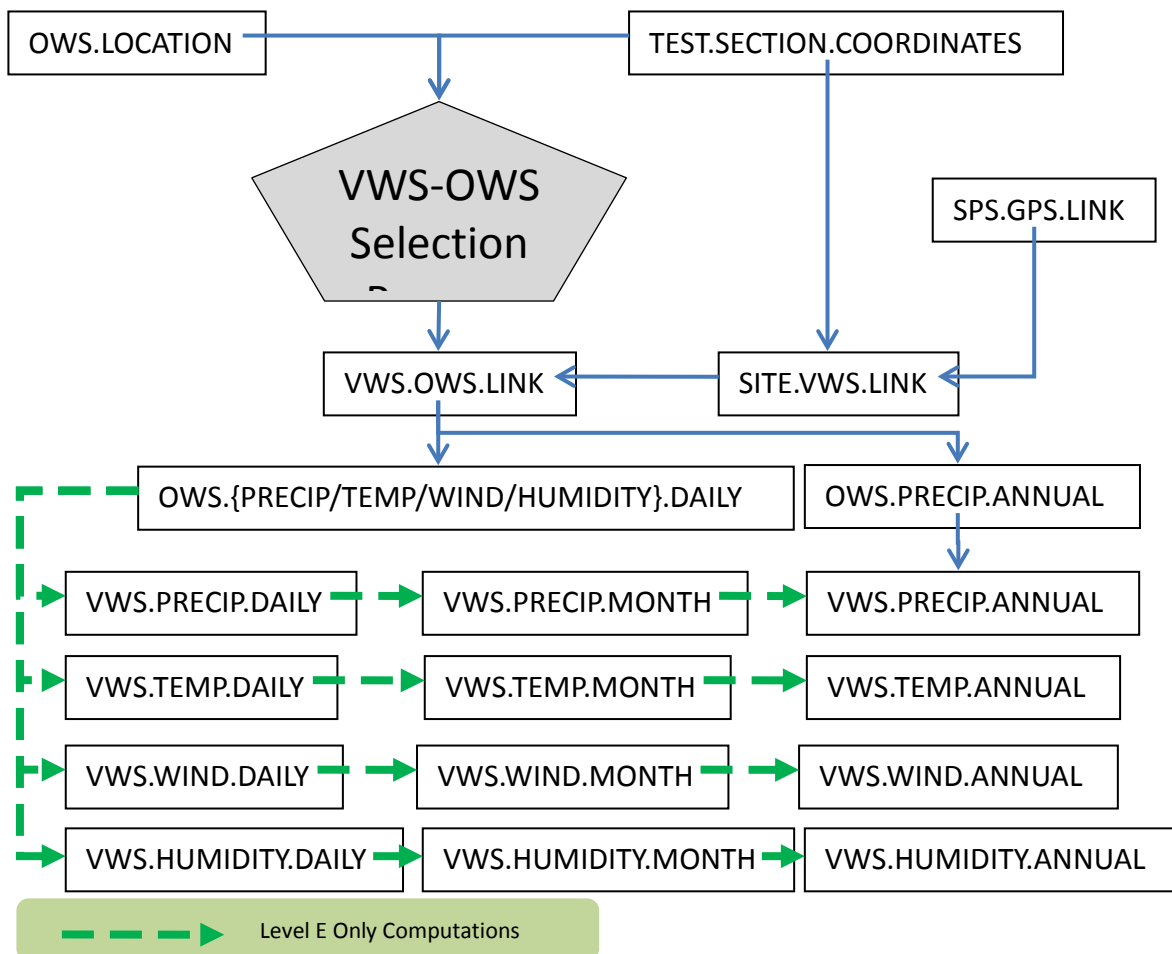 OWS.LOCATION
TEST.SECTION.COORDINATES
VWS-OWS
Selection
SPS.GPS.LINK
VWS.OWS.LINK
SITE.VWS.LINK
OWS.{PRECIP/TEMP/WIND/HUMIDITY}.DAILY
OWS.PRECIP.ANNUAL
VWS.PRECIP.DAILY
VWS.PRECIP.MONTH
VWS.PRECIP.ANNUAL
VWS.TEMP.DAILY
VWS.TEMP.MONTH
VWS.TEMP.ANNUAL
VWS.WIND.DAILY
VWS.WIND.MONTH
VWS.WIND.ANNUAL
VWS.HUMIDITY.DAILY
VWS.HUMIDITY.MONTH
VWS.HUMIDITY.ANNUAL
Level E Only Computations